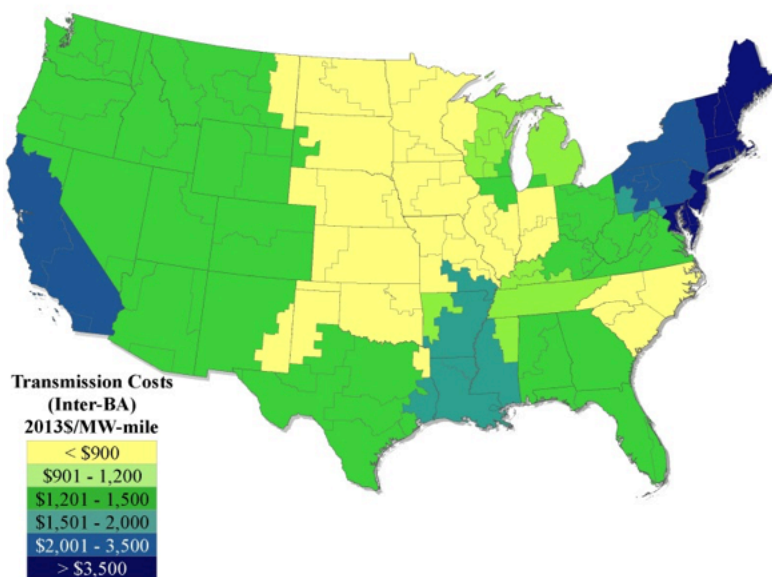 Transmission Costs
(Inter-BA)
2013$/MW-mile
< $900
$901 - 1,200
$1,201 - 1,500
$1,501 - 2,000
$2,001 - 3,500
> $3,500